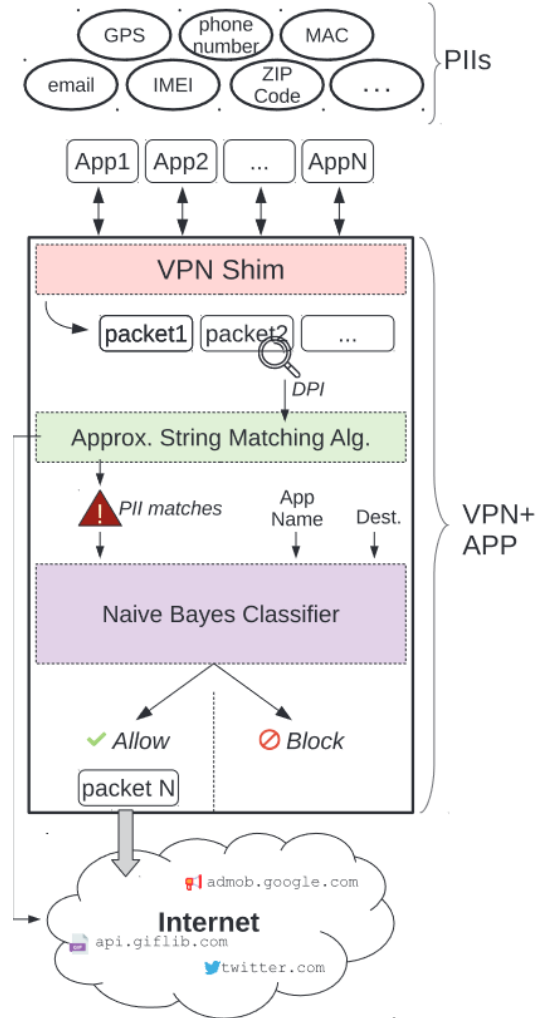 GPS
phone
number
MAC
PIIs
email
IMEI
ZIP
Code
...
App1
App2
...
AppN
VPN Shim
packet1
packet2
...
DPI
Approx. String Matching Alg.
PII matches
App
Name
Dest.
VPN+
APP
Naive Bayes Classifier
Allow
Block
packet N
admob.google.com
Internet
GIF
api.giflib.com
twitter.com